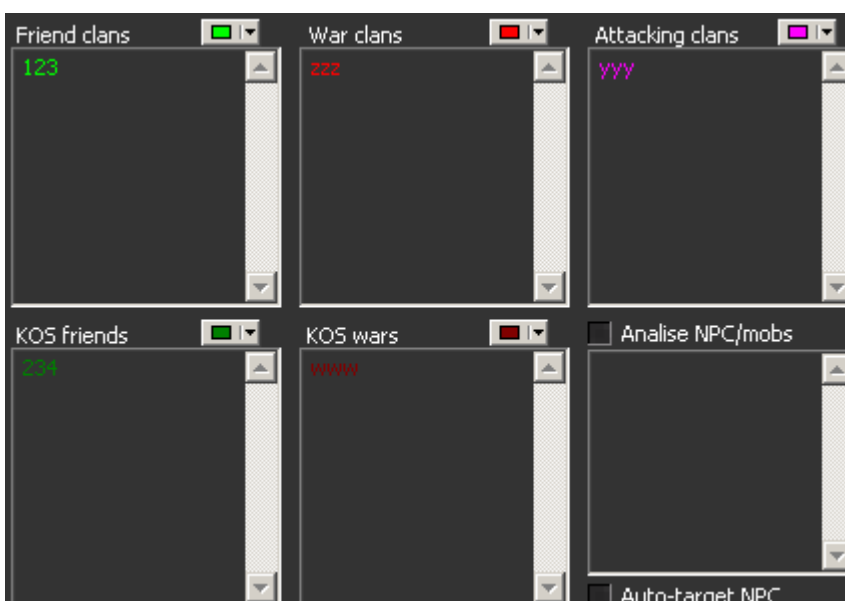 Friend clans
War clans
Attacking clans
123
zzz
yyy
KOS friends
KOS wars
Analise NPC/mobs
234
www
Auto-target NPC